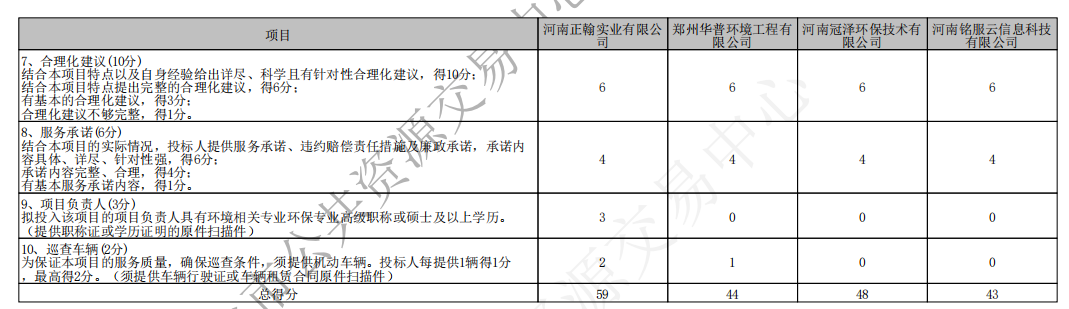 项目
河南正翰实业有限公
司
郑州华普环境工程有
限公司
河南冠泽环保技术有
限公司
河南铭服云信息科技
有限公司
7、合理化建议(10分)
结合本项目特点以及自身经验给出详尽、科学且有针对性合理化建议，得10分；
结合本项目特点提出完整的合理化建议，得6分；
有基本的合理化建议，得3分；
合理化建议不够完整，得1分。
6
6
6
6
8、服务承诺(6分)
结合本项目的实际情况，投标人提供服务承诺、违约赔偿责任措施及廉政承诺，承诺内
容具体、详尽、针对性强，得6分；
承诺内容完整、合理，得4分；
有基本服务承诺内容，得1分。
4
4
4
4
9、项目负责人(3分)
拟投入该项目的项目负责人具有环境相关专业环保专业高级职称或硕士及以上学历。
（提供职称证或学历证明的原件扫描件）
3
0
0
0
10、巡查车辆(2分)
为保证本项目的服务质量，确保巡查条件，须提供机动车辆。投标人每提供1辆得1分
，最高得2分。（须提供车辆行驶证或车辆租赁合同原件扫描件）
2
1
0
0
总得分
59
44
48
43
市公共资源交易中心
交易中心